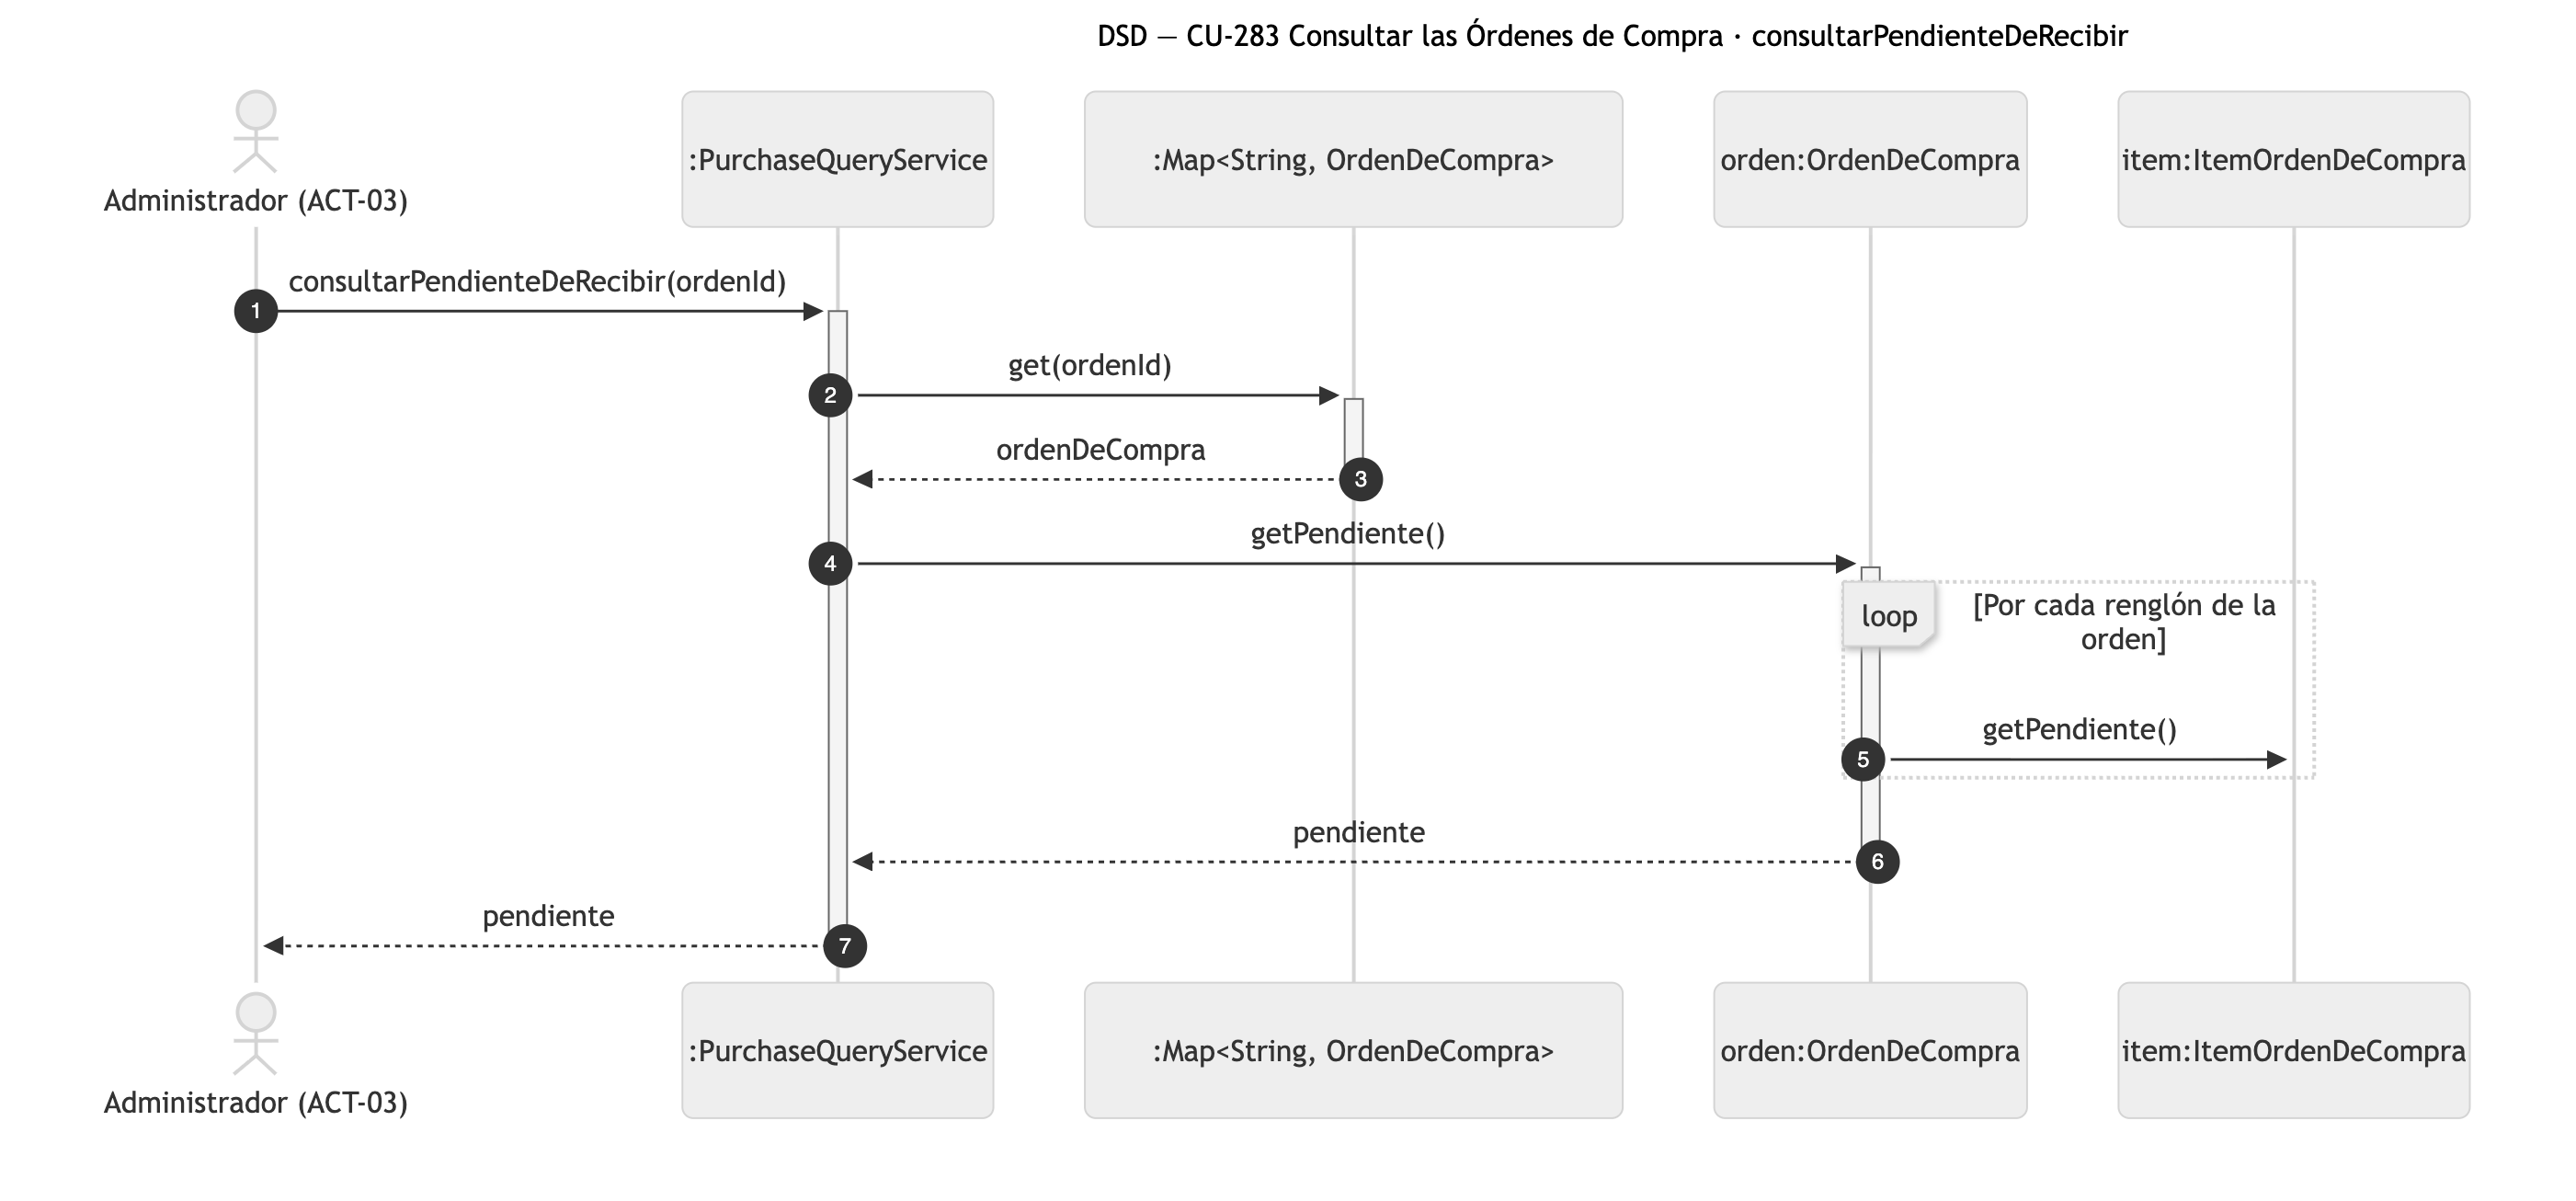 DSD — CU-283 Consultar las Órdenes de Compra · consultarPendienteDeRecibir
Administrador (ACT-03)
:PurchaseQueryService
:Map<String, OrdenDeCompra>
orden:OrdenDeCompra
item:ItemOrdenDeCompra
consultarPendienteDeRecibir(ordenId)
1
get(ordenId)
2
ordenDeCompra
3
getPendiente()
4
loop
[Por cada renglón de la
orden]
getPendiente()
5
pendiente
6
pendiente
7
:PurchaseQueryService
:Map<String, OrdenDeCompra>
orden:OrdenDeCompra
item:ItemOrdenDeCompra
Administrador (ACT-03)